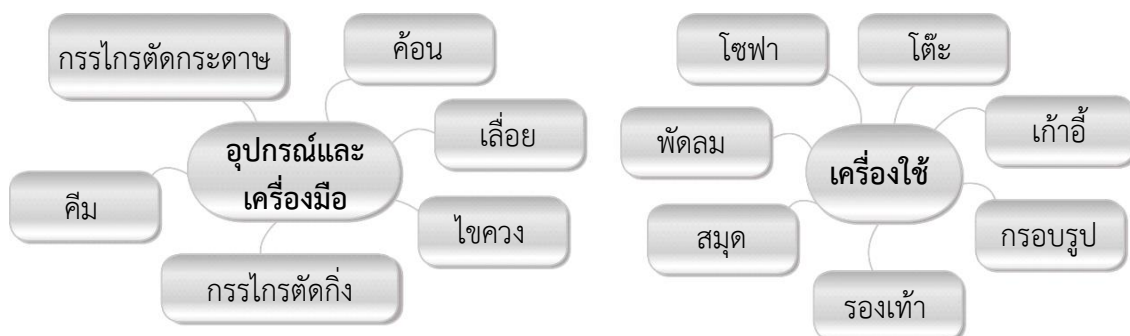 กรรไกรตัดกระดาษ
ค้อน
เลื่อย
อุปกรณ์และ
เครื่องมือ
คีม
ไขควง
กรรไกรตัดกิ่ง
โซฟา
โต๊ะ
เก้าอี้
พัดลม
เครื่องใช้
สมุด
กรอบรูป
รองเท้า